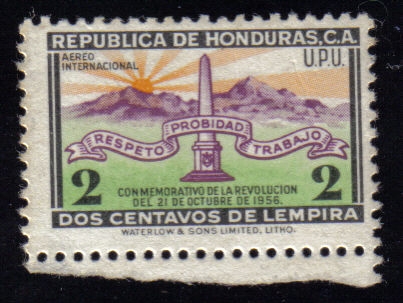 REPUBLICA DE HONDURAS, C.A.
AEREO
INTERNACIONAL
U.P.U.
RESPETO PROBIDAD TRABAJO
2 2
CONMEMORATIVO DE LA REVOLUCION
DEL 21 DE OCTUBRE DE 1956.
DOS CENTAVOS DE LEMPIRA
WATERLOW & SONS LIMITED, LITHO.